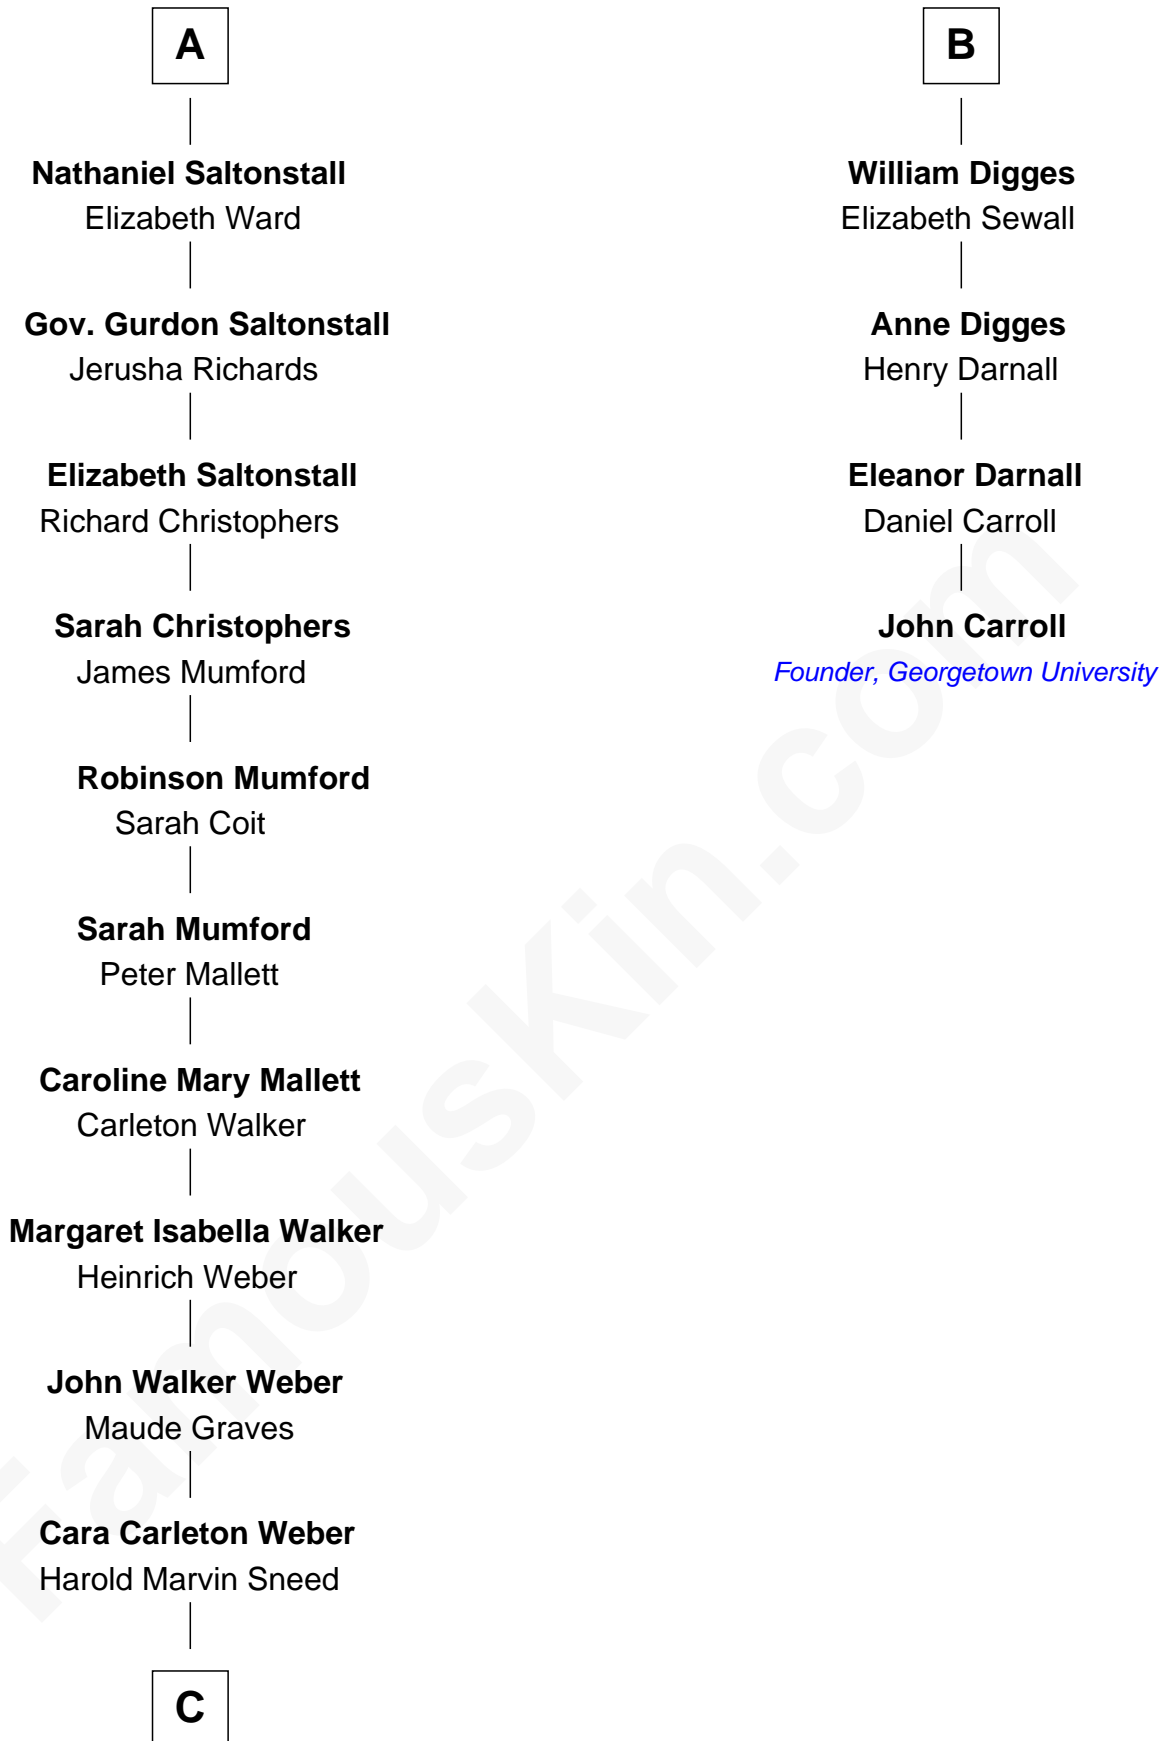 A
Nathaniel Saltonstall
Elizabeth Ward
Gov. Gurdon Saltonstall
Jerusha Richards
Elizabeth Saltonstall
Richard Christophers
Sarah Christophers
James Mumford
Robinson Mumford
Sarah Coit
Sarah Mumford
Peter Mallett
Caroline Mary Mallett
Carleton Walker
Margaret Isabella Walker
Heinrich Weber
John Walker Weber
Maude Graves
Cara Carleton Weber
Harold Marvin Sneed
C
B
William Digges
Elizabeth Sewall
Anne Digges
Henry Darnall
Eleanor Darnall
Daniel Carroll
John Carroll
Founder, Georgetown University
FamousKin.com